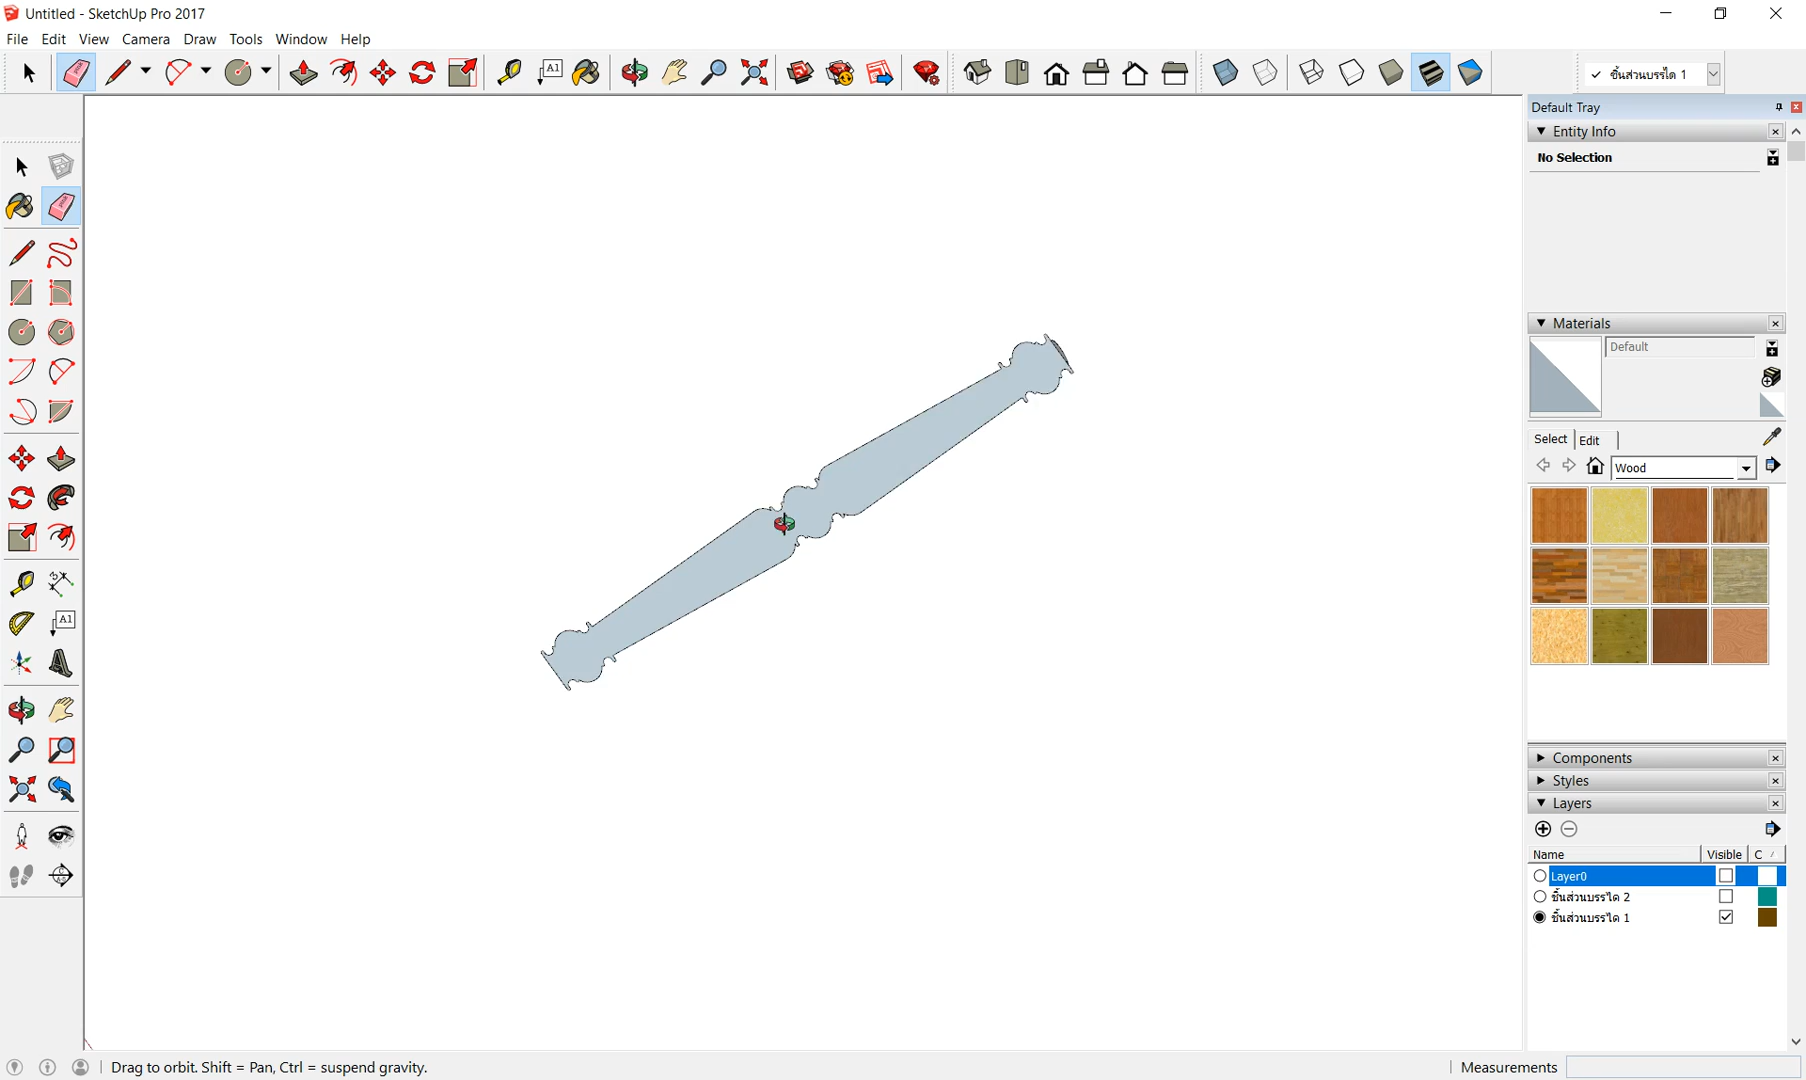 Untitled - SketchUp Pro 2017
File Edit View Camera Draw Tools Window Help
A1
✓ ชิ้นส่วนบรรได 1
Default Tray
Entity Info
No Selection
Materials
Default
Select Edit
Wood
A1
Components
Styles
Layers
Name Visible C
Layer0
ชิ้นส่วนบรรได 2
ชิ้นส่วนบรรได 1
Drag to orbit. Shift = Pan, Ctrl = suspend gravity.
Measurements